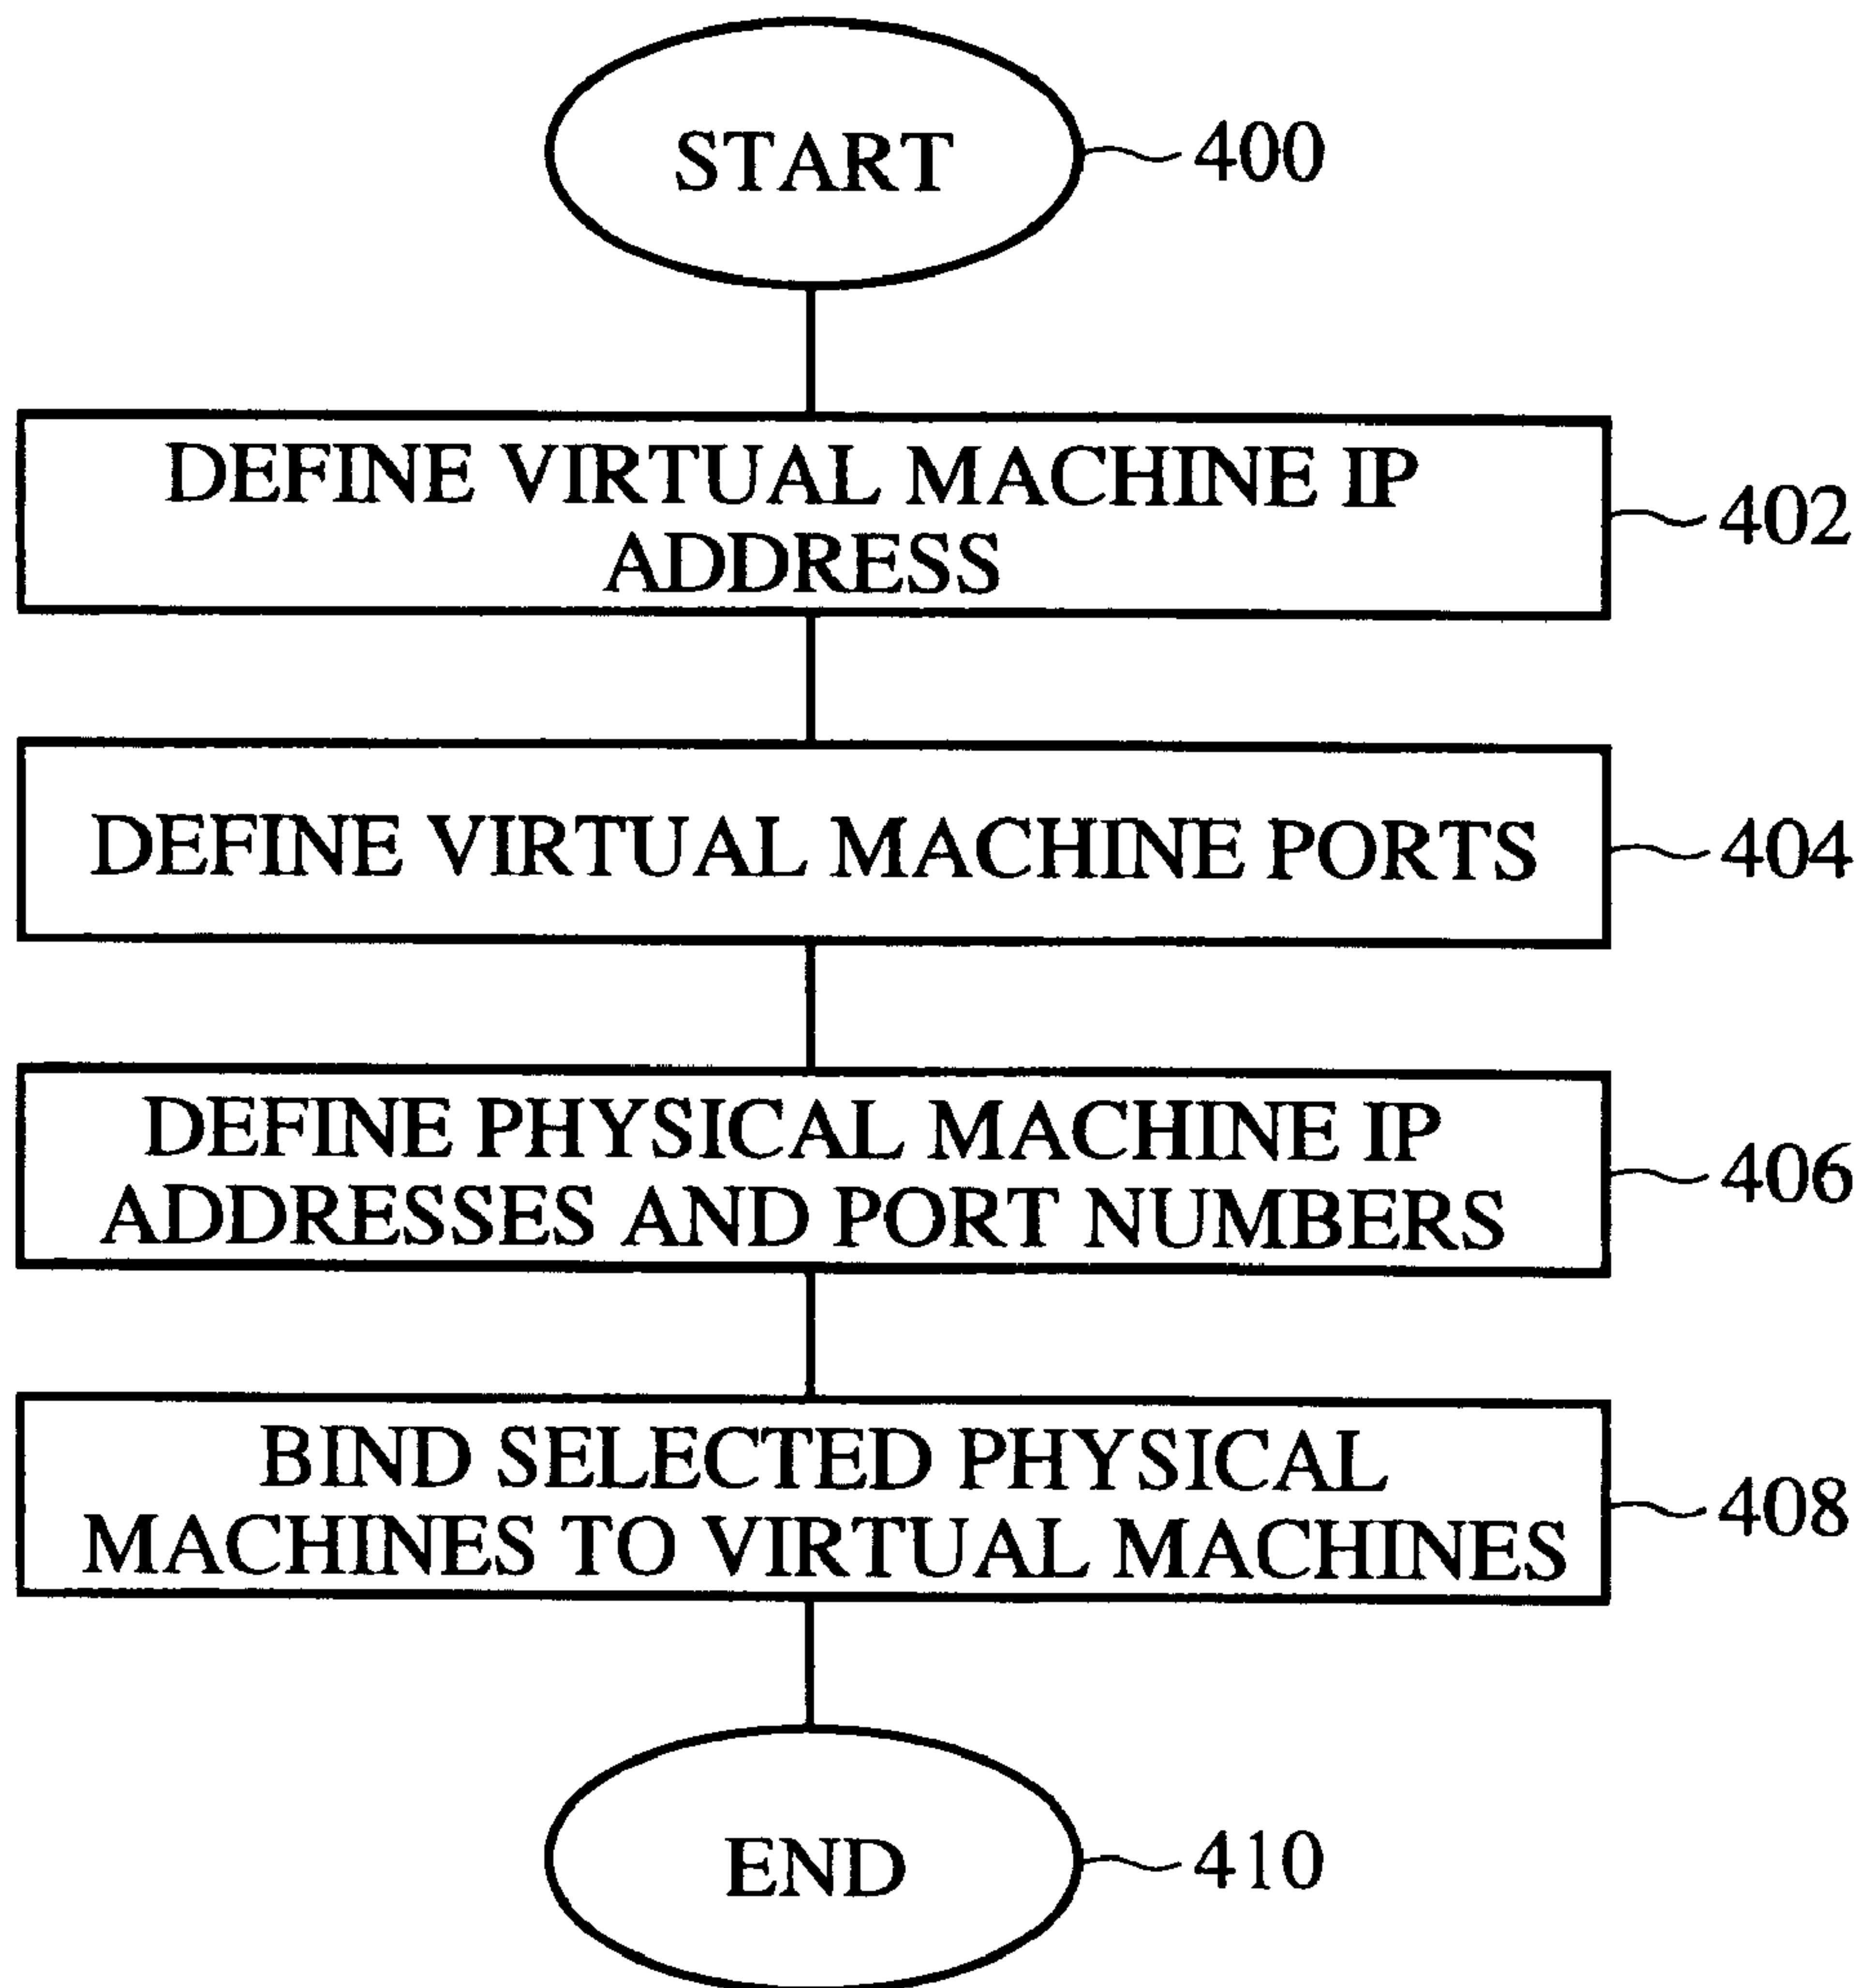 START
400
DEFINE VIRTUAL MACHINE IP
ADDRESS
402
DEFINE VIRTUAL MACHINE PORTS
404
DEFINE PHYSICAL MACHINE IP
ADDRESSES AND PORT NUMBERS
406
BIND SELECTED PHYSICAL
MACHINES TO VIRTUAL MACHINES
408
END
410